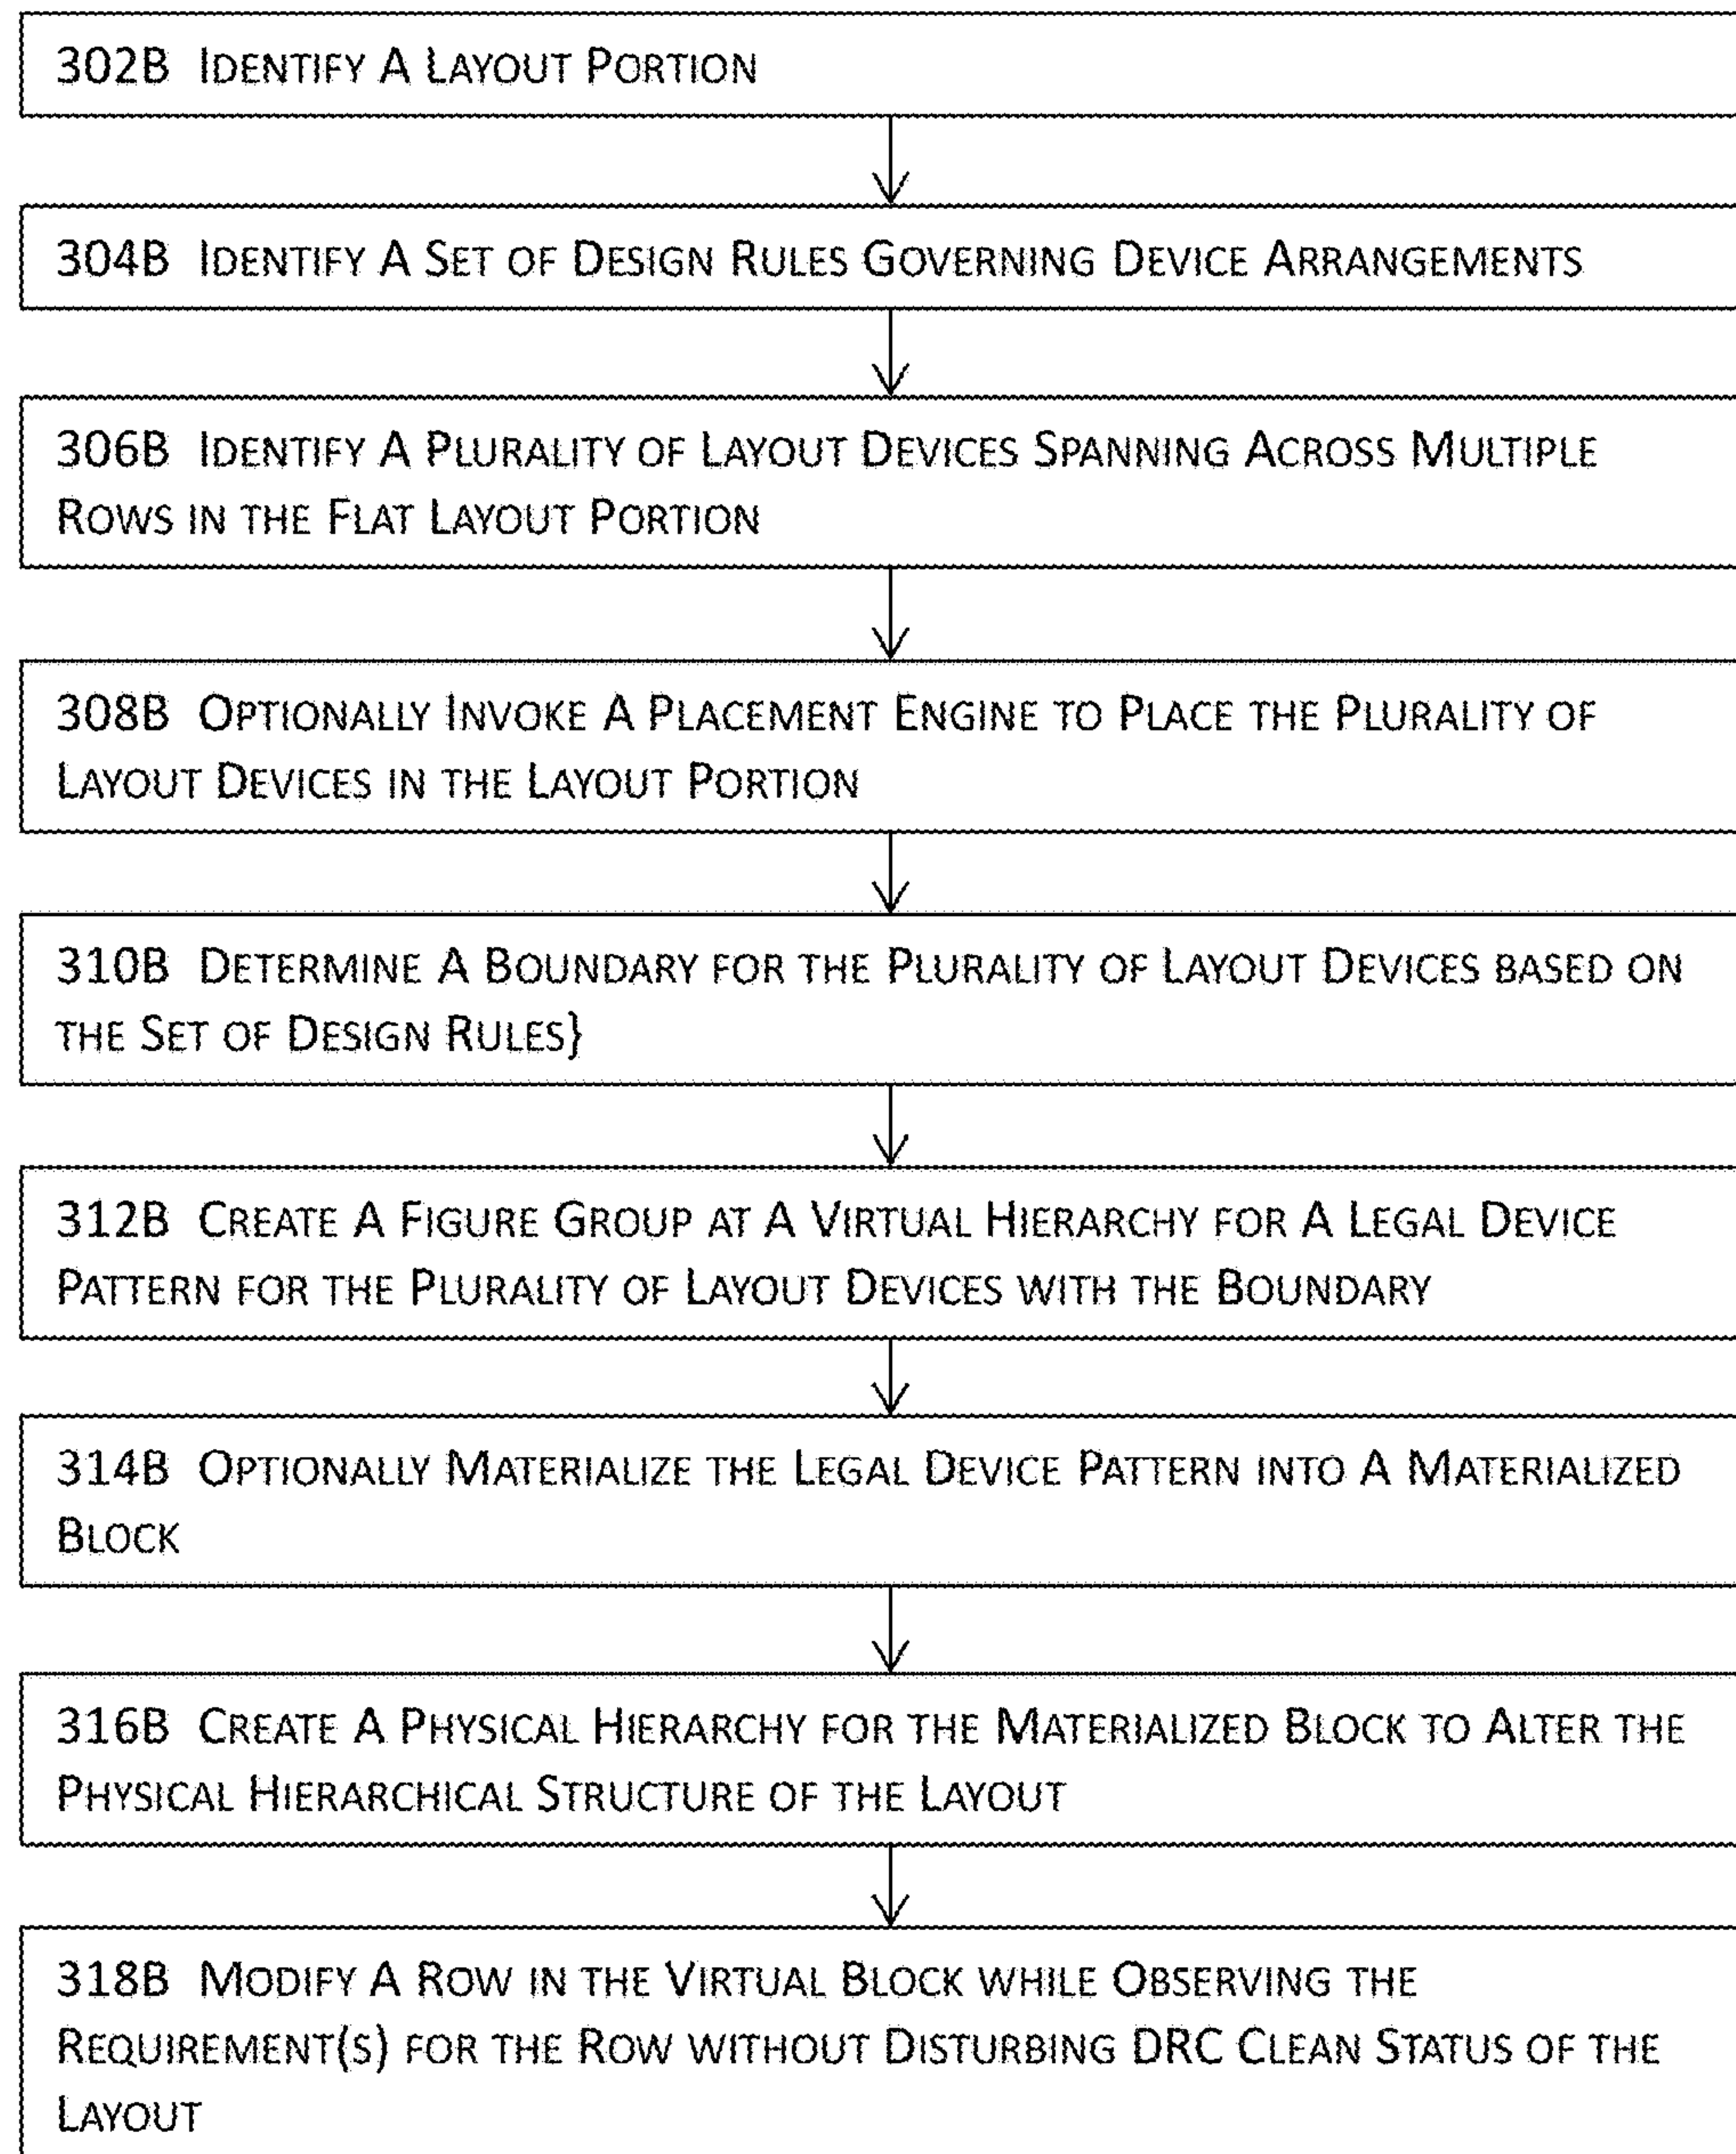 302B Identify A Layout Portion
304B Identify A Set of Design Rules Governing Device Arrangements
306B Identify A Plurality of Layout Devices Spanning Across Multiple
Rows in the Flat Layout Portion
308B Optionally Invoke A Placement Engine to Place the Plurality of
Layout Devices in the Layout Portion
310B Determine A Boundary for the Plurality of Layout Devices based on
the Set of Design Rules}
312B Create A Figure Group at A Virtual Hierarchy for A Legal Device
Pattern for the Plurality of Layout Devices with the Boundary
314B Optionally Materialize the Legal Device Pattern into A Materialized
Block
316B Create A Physical Hierarchy for the Materialized Block to Alter the
Physical Hierarchical Structure of the Layout
318B Modify A Row in the Virtual Block while Observing the
Requirement(s) for the Row without Disturbing DRC Clean Status of the
Layout